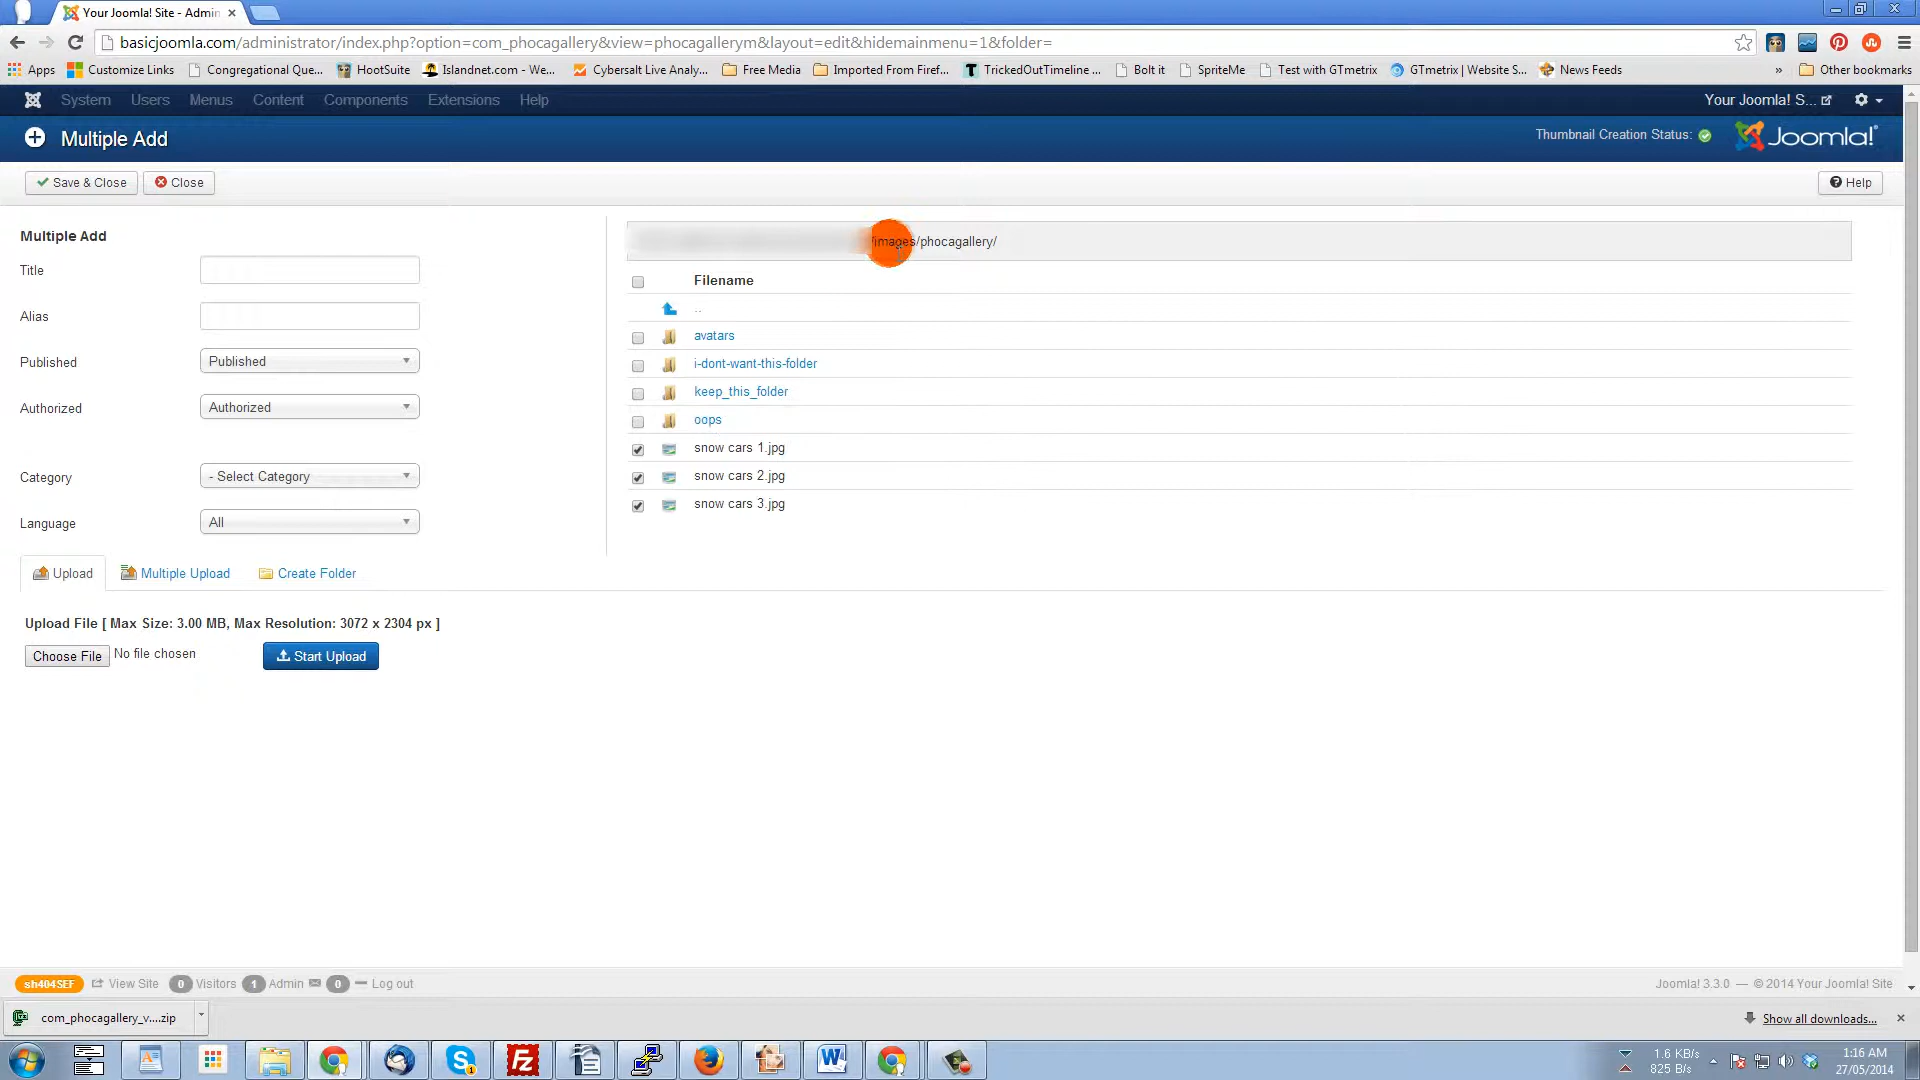 Your Joomla! Site - Admin
basicjoomla.com/administrator/index.php?option=com_phocagallery&view=phocagallerym&layout=edit&hidemainmenu=1&folder=
Apps Customize Links Congregational Que... HootSuite Islandnet.com - We... Cybersalt Live Analy... Free Media Imported From Firef... TrickedOutTimeline ... Bolt it SpriteMe Test with GTmetrix GTmetrix | Website S... News Feeds » Other bookmarks
System Users Menus Content Components Extensions Help Your Joomla! S...
Multiple Add Thumbnail Creation Status: Joomla!
Save & Close Close Help
Multiple Add
Title
Alias
Published Published
Authorized Authorized
Category - Select Category
Language All
/images/phocagallery/
Filename
..
avatars
i-dont-want-this-folder
keep_this_folder
oops
snow cars 1.jpg
snow cars 2.jpg
snow cars 3.jpg
Upload Multiple Upload Create Folder
Upload File [ Max Size: 3.00 MB, Max Resolution: 3072 x 2304 px ]
Choose File No file chosen Start Upload
sh404SEF View Site 0 Visitors 1 Admin 0 Log out Joomla! 3.3.0 — © 2014 Your Joomla! Site
com_phocagallery_v....zip Show all downloads...
1.6 KB/s
825 B/s
1:16 AM
27/05/2014